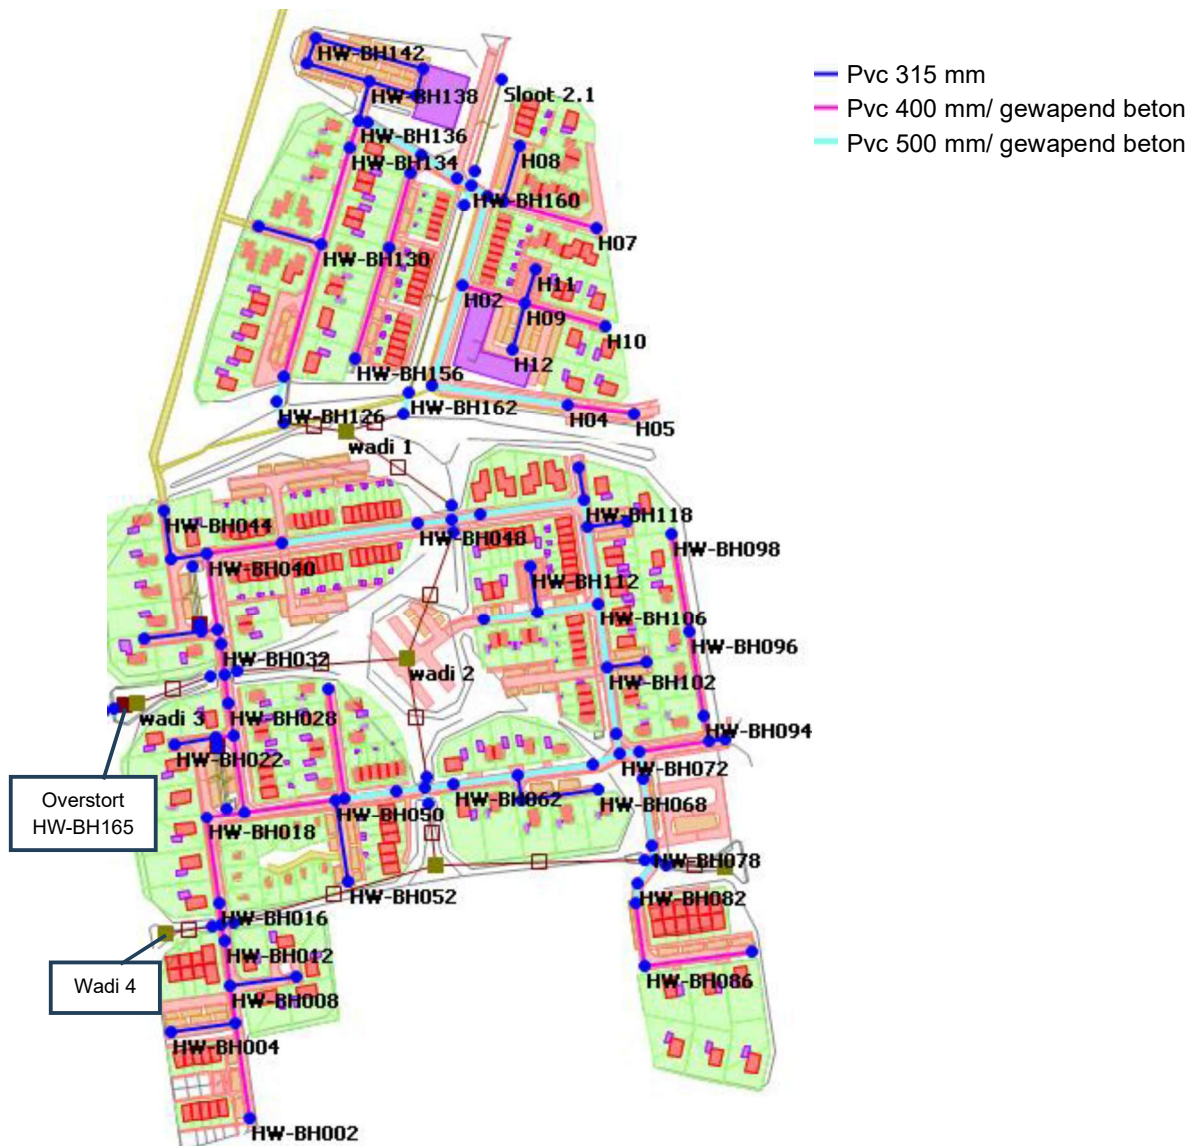 HW-BH142
Pvc 315 mm
HW-BH138
Sloot 2.1
Pvc 400 mm/ gewapend beton
HW-BH136
Pvc 500 mm/ gewapend beton
HW-BH134
H08
HW-BH160
H07
HW-BH130
H11
H02
H09
H10
H12
HW-BH156
HW-BH162
HW-BH126
H04
H05
wadi 1
HW-BH044
HW-BH048
HW-BH118
HW-BH098
HW-BH040
HW-BH112
HW-BH106
HW-BH096
HW-BH032
wadi 2
HW-BH102
wadi 3
HW-BH028
HW-BH094
HW-BH022
HW-BH072
Overstort
HW-BH165
HW-BH062
HW-BH068
HW-BH018
HW-BH050
HW-BH078
HW-BH052
HW-BH082
HW-BH016
HW-BH012
Wadi 4
HW-BH086
HW-BH008
HW-BH004
HW-BH002